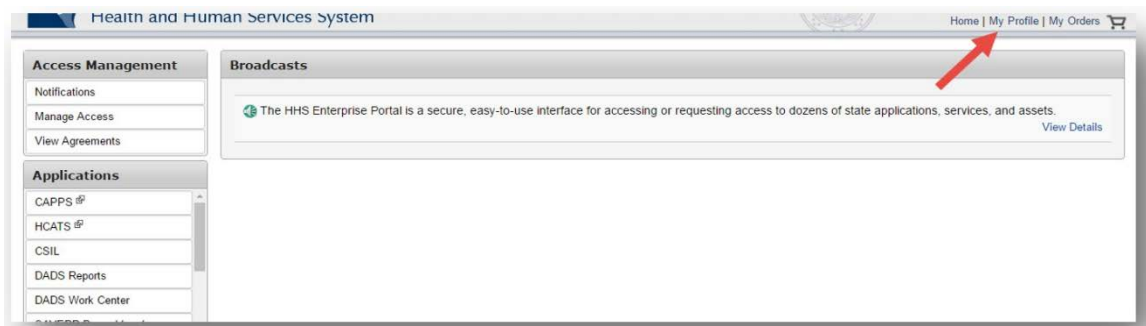 Health and Human Services System
Home | My Profile | My Orders
Access Management
Notifications
Manage Access
View Agreements
Broadcasts
The HHS Enterprise Portal is a secure, easy-to-use interface for accessing or requesting access to dozens of state applications, services, and assets.
View Details
Applications
CAPPS
HCATS
CSIL
DADS Reports
DADS Work Center